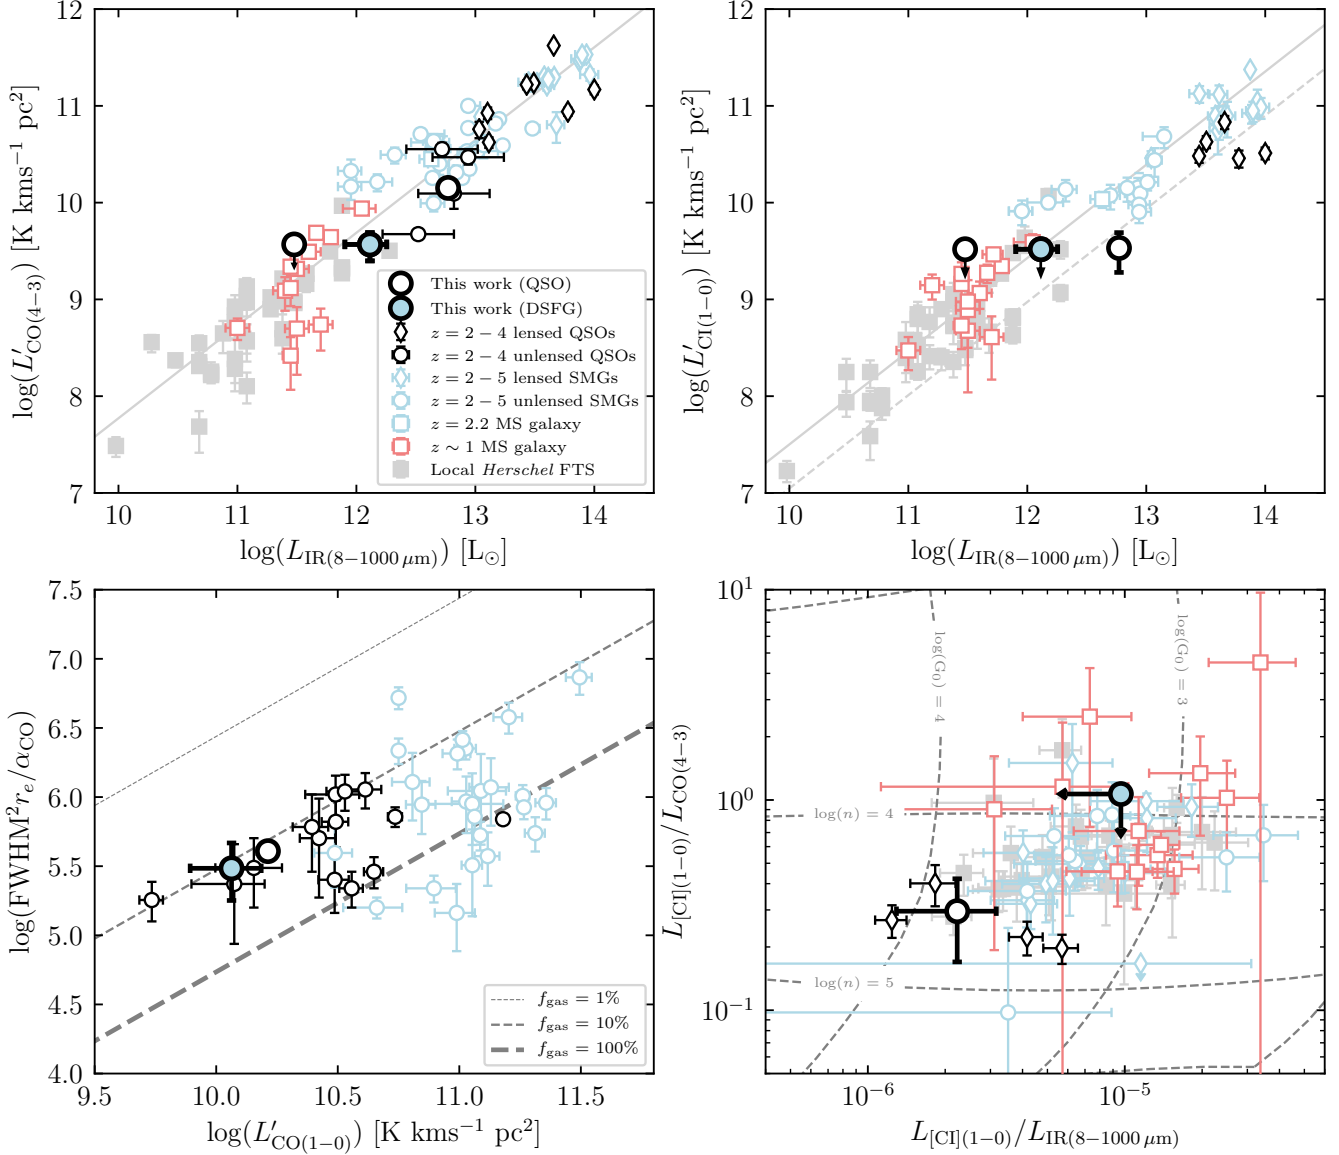 12
11
10
9
8
7
log(L′CO(4−3)) [K kms−1 pc2]
10 11 12 13 14
log(LIR(8−1000 μm)) [L⊙]
This work (QSO)
This work (DSFG)
z = 2 − 4 lensed QSOs
z = 2 − 4 unlensed QSOs
z = 2 − 5 lensed SMGs
z = 2 − 5 unlensed SMGs
z = 2.2 MS galaxy
z ∼ 1 MS galaxy
Local Herschel FTS
12
11
10
9
8
7
log(L′CI(1−0)) [K kms−1 pc2]
10 11 12 13 14
log(LIR(8−1000 μm)) [L⊙]
7.5
7.0
6.5
6.0
5.5
5.0
4.5
4.0
log(FWHM2re/αCO)
9.5 10.0 10.5 11.0 11.5
log(L′CO(1−0)) [K kms−1 pc2]
fgas = 1%
fgas = 10%
fgas = 100%
101
100
10−1
L[CI](1−0)/LCO(4−3)
log(G0) = 4
log(G0) = 3
log(n) = 4
log(n) = 5
10−6 10−5
L[CI](1−0)/LIR(8−1000 μm)